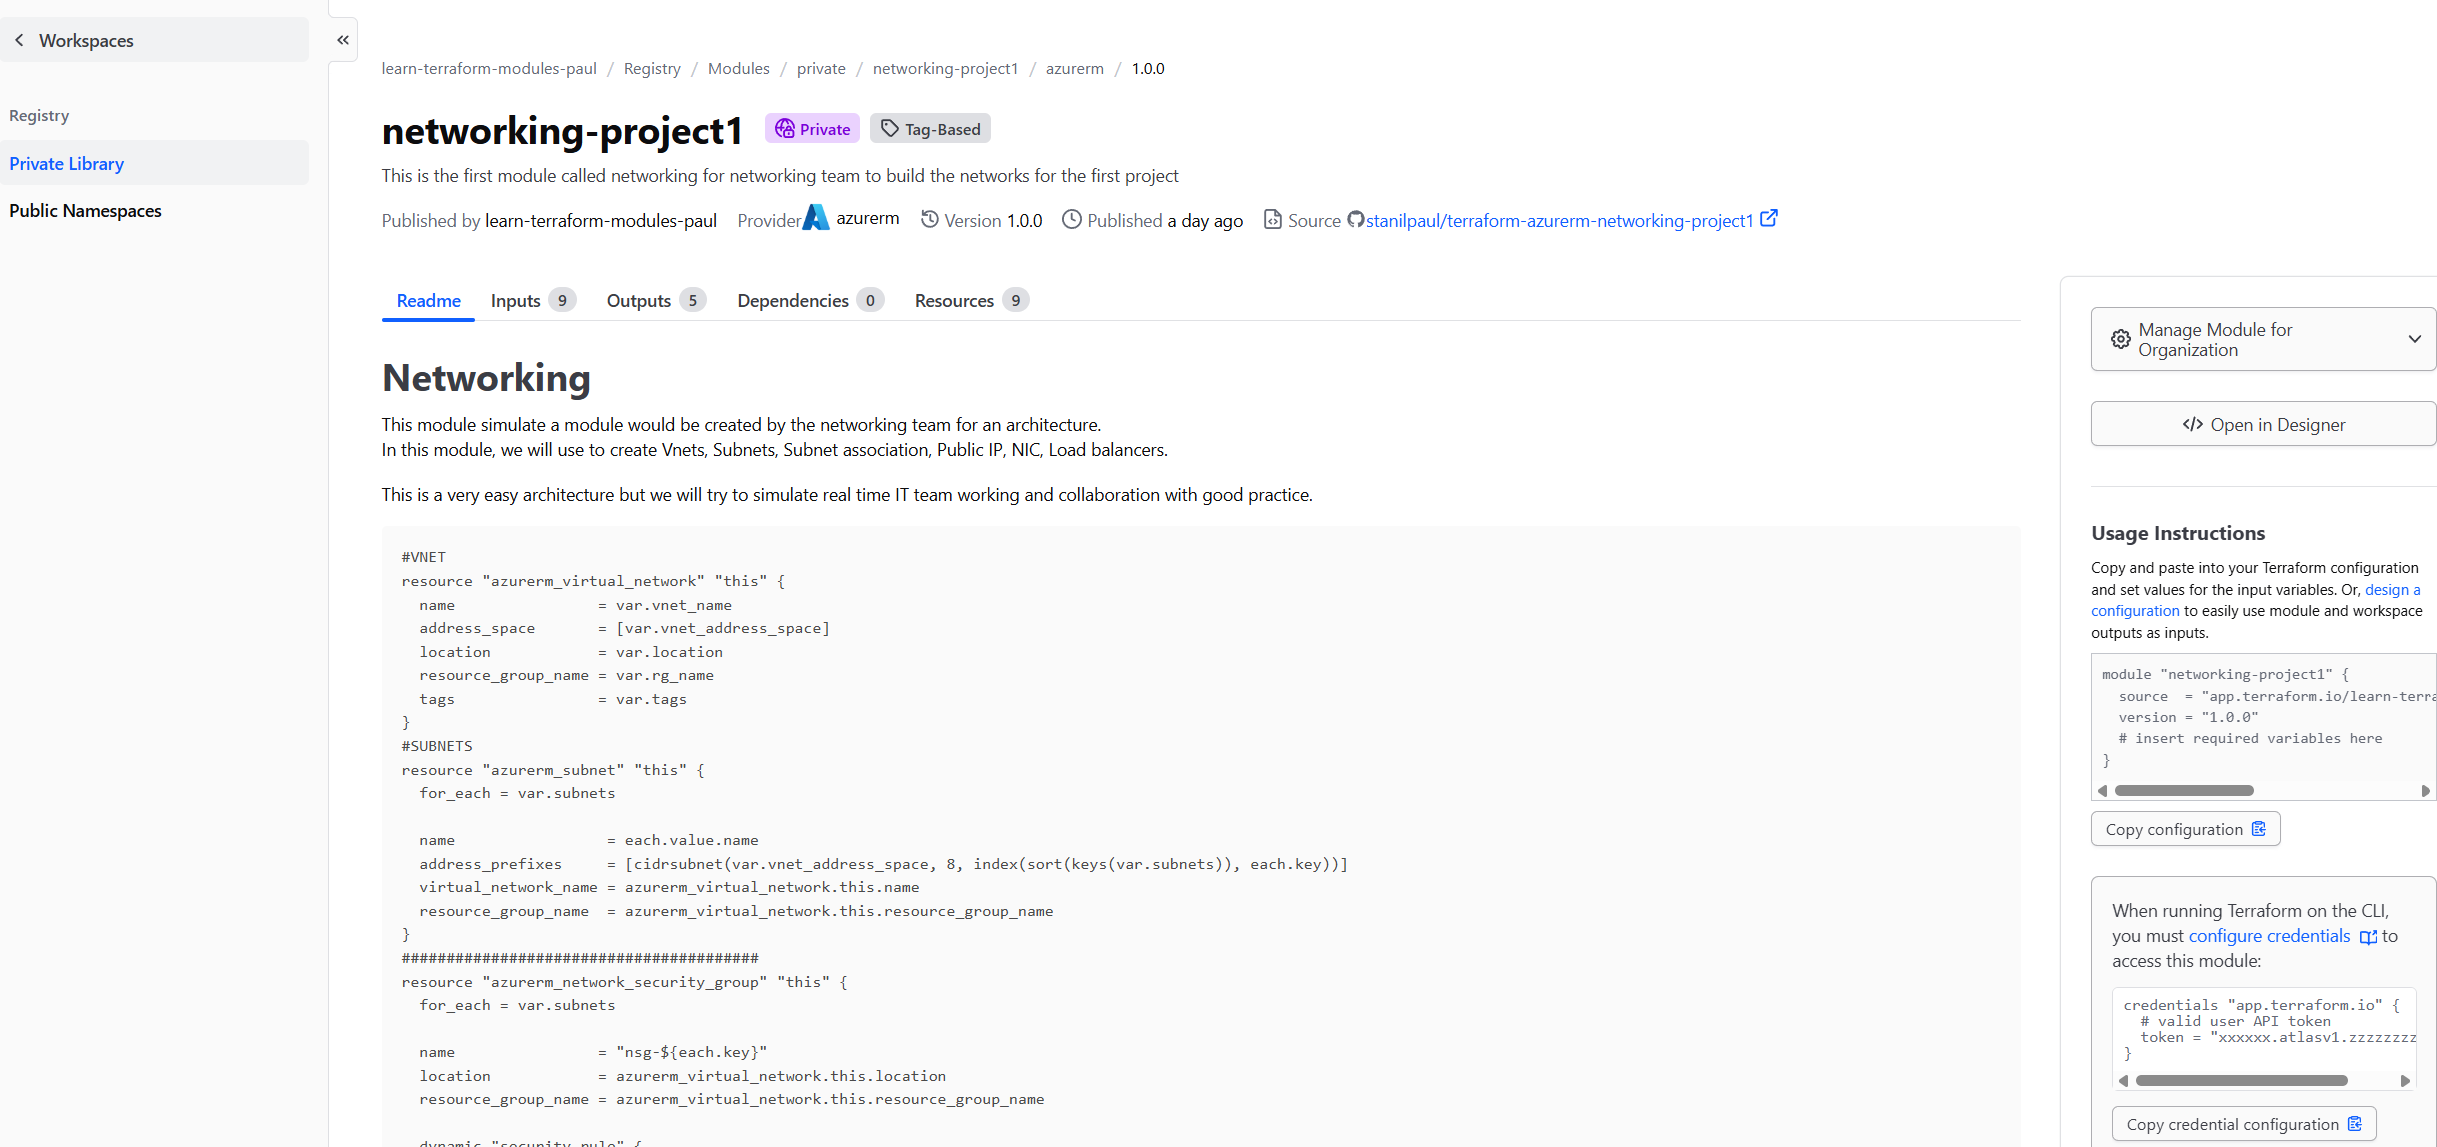 Workspaces
Registry
Private Library
Public Namespaces
learn-terraform-modules-paul / Registry / Modules / private / networking-project1 / azurerm / 1.0.0
networking-project1 Private Tag-Based
This is the first module called networking for networking team to build the networks for the first project
Published by learn-terraform-modules-paul Provider azurerm Version 1.0.0 Published a day ago Source stanilpaul/terraform-azurerm-networking-project1
Readme Inputs 9 Outputs 5 Dependencies 0 Resources 9
Networking
This module simulate a module would be created by the networking team for an architecture.
In this module, we will use to create Vnets, Subnets, Subnet association, Public IP, NIC, Load balancers.
This is a very easy architecture but we will try to simulate real time IT team working and collaboration with good practice.
#VNET
resource "azurerm_virtual_network" "this" {
  name                = var.vnet_name
  address_space       = [var.vnet_address_space]
  location            = var.location
  resource_group_name = var.rg_name
  tags                = var.tags
}
#SUBNETS
resource "azurerm_subnet" "this" {
  for_each = var.subnets
  name                 = each.value.name
  address_prefixes     = [cidrsubnet(var.vnet_address_space, 8, index(sort(keys(var.subnets)), each.key))]
  virtual_network_name = azurerm_virtual_network.this.name
  resource_group_name  = azurerm_virtual_network.this.resource_group_name
}
########################################
resource "azurerm_network_security_group" "this" {
  for_each = var.subnets
  name                = "nsg-${each.key}"
  location            = azurerm_virtual_network.this.location
  resource_group_name = azurerm_virtual_network.this.resource_group_name
  dynamic "security_rule" {
Manage Module for
Organization
</> Open in Designer
Usage Instructions
Copy and paste into your Terraform configuration
and set values for the input variables. Or, design a
configuration to easily use module and workspace
outputs as inputs.
module "networking-project1" {
  source  = "app.terraform.io/learn-terra
  version = "1.0.0"
  # insert required variables here
}
Copy configuration
When running Terraform on the CLI,
you must configure credentials to
access this module:
credentials "app.terraform.io" {
  # valid user API token
  token = "xxxxxx.atlasv1.zzzzzzzz
}
Copy credential configuration